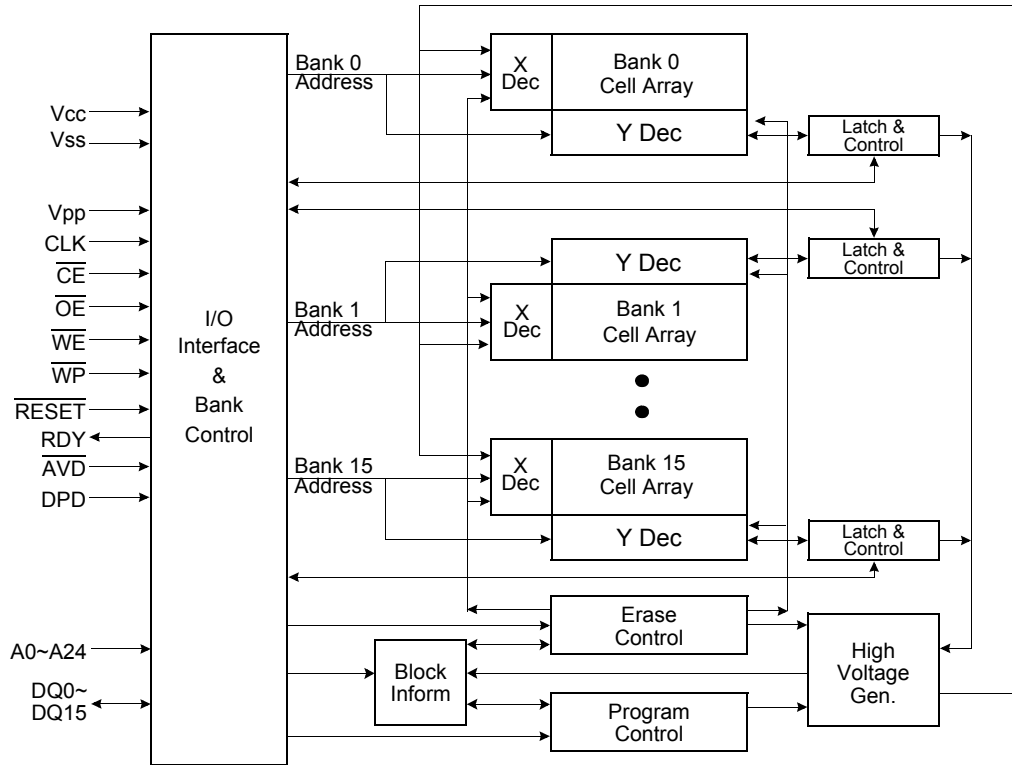 Vcc
Vss
Vpp
CLK
CE
OE
WE
WP
RESET
RDY
AVD
DPD
A0~A24
DQ0~
DQ15
I/O
Interface
&
Bank
Control
Bank 0
Address
X
Dec
Bank 0
Cell Array
Y Dec
Latch &
Control
Bank 1
Address
Y Dec
X
Dec
Bank 1
Cell Array
Latch &
Control
Bank 15
Address
X
Dec
Bank 15
Cell Array
Y Dec
Latch &
Control
Erase
Control
Block
Inform
Program
Control
High
Voltage
Gen.